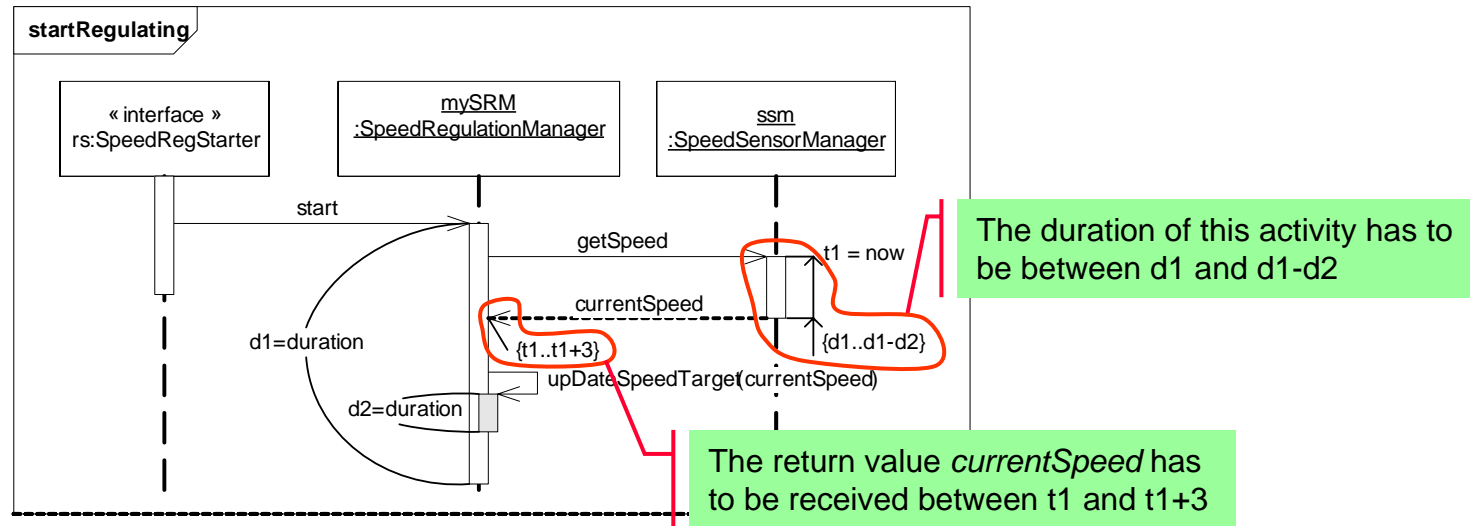 startRegulating
« interface »
rs:SpeedRegStarter
mySRM
:SpeedRegulationManager
ssm
:SpeedSensorManager
start
getSpeed
t1 = now
The duration of this activity has to
be between d1 and d1-d2
currentSpeed
d1=duration
{t1..t1+3}
{d1..d1-d2}
upDateSpeedTarget(currentSpeed)
d2=duration
The return value currentSpeed has
to be received between t1 and t1+3